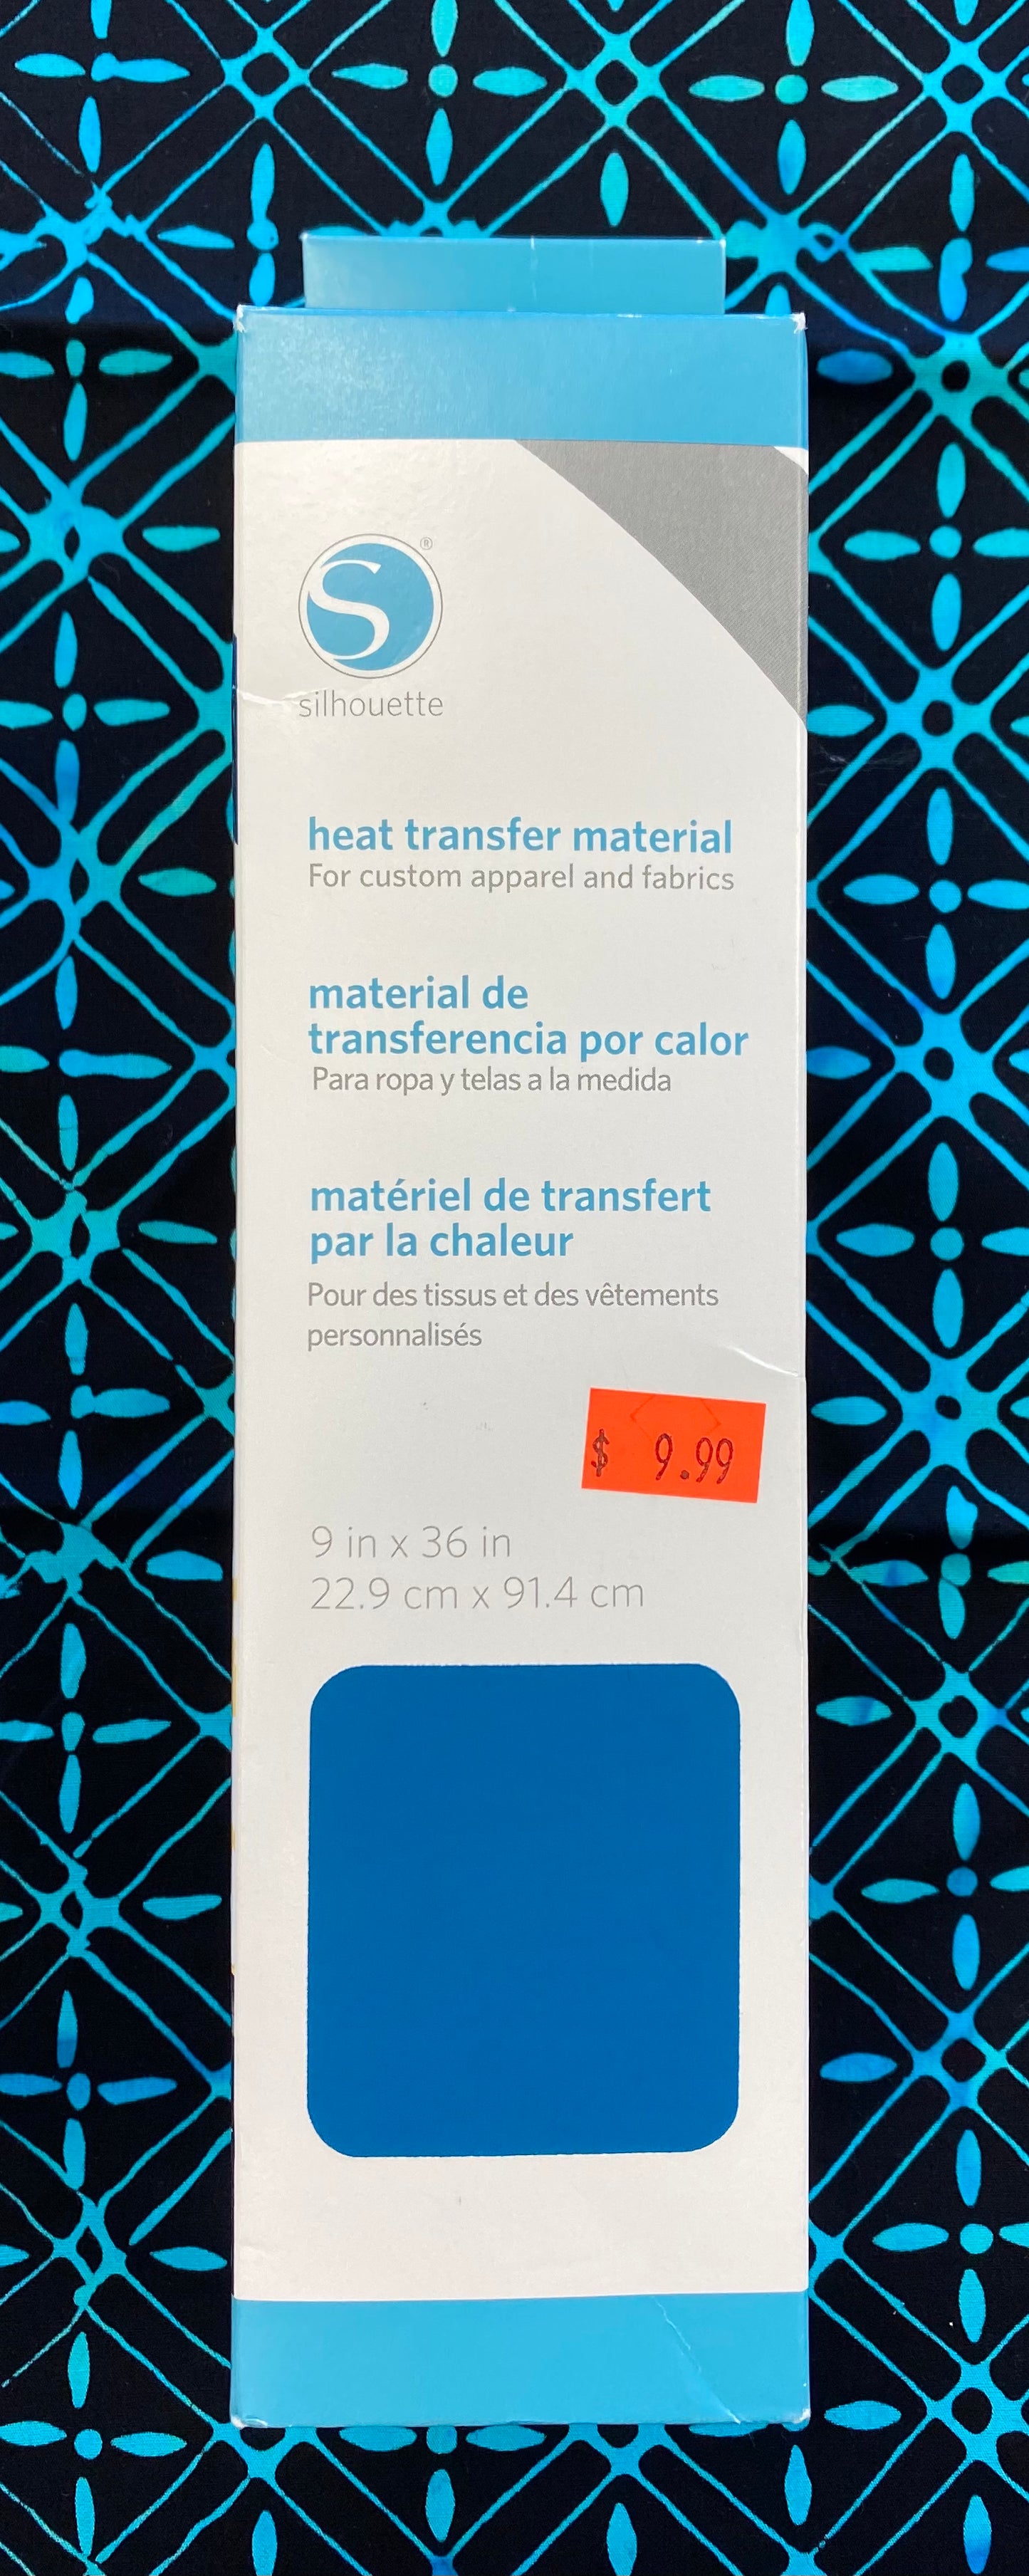 S®
silhouette
heat transfer material
For custom apparel and fabrics
material de
transferencia por calor
Para ropa y telas a la medida
matériel de transfert
par la chaleur
Pour des tissus et des vêtements
personnalisés
$ 9.99
9 in x 36 in
22.9 cm x 91.4 cm